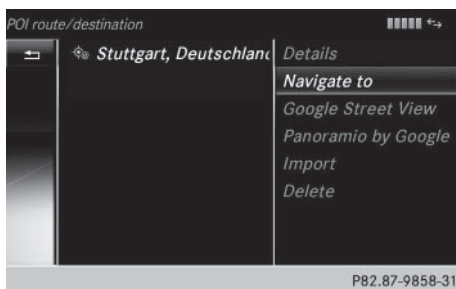 POI route/destination
Stuttgart, Deutschlan
Details
Navigate to
Google Street View
Panoramio by Google
Import
Delete
P82.87-9858-31